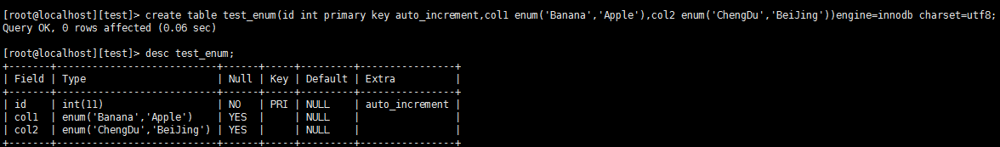 [root@localhost][test]> create table test_enum(id int primary key auto_increment,col1 enum('Banana','Apple'),col2 enum('ChengDu','BeiJing'))engine=innodb charset=utf8;
Query OK, 0 rows affected (0.06 sec)
[root@localhost][test]> desc test_enum;
+-------+---------------------------+------+-----+---------+----------------+
| Field | Type                      | Null | Key | Default | Extra          |
+-------+---------------------------+------+-----+---------+----------------+
| id    | int(11)                   | NO   | PRI | NULL    | auto_increment |
| col1  | enum('Banana','Apple')    | YES  |     | NULL    |                |
| col2  | enum('ChengDu','BeiJing') | YES  |     | NULL    |                |
+-------+---------------------------+------+-----+---------+----------------+